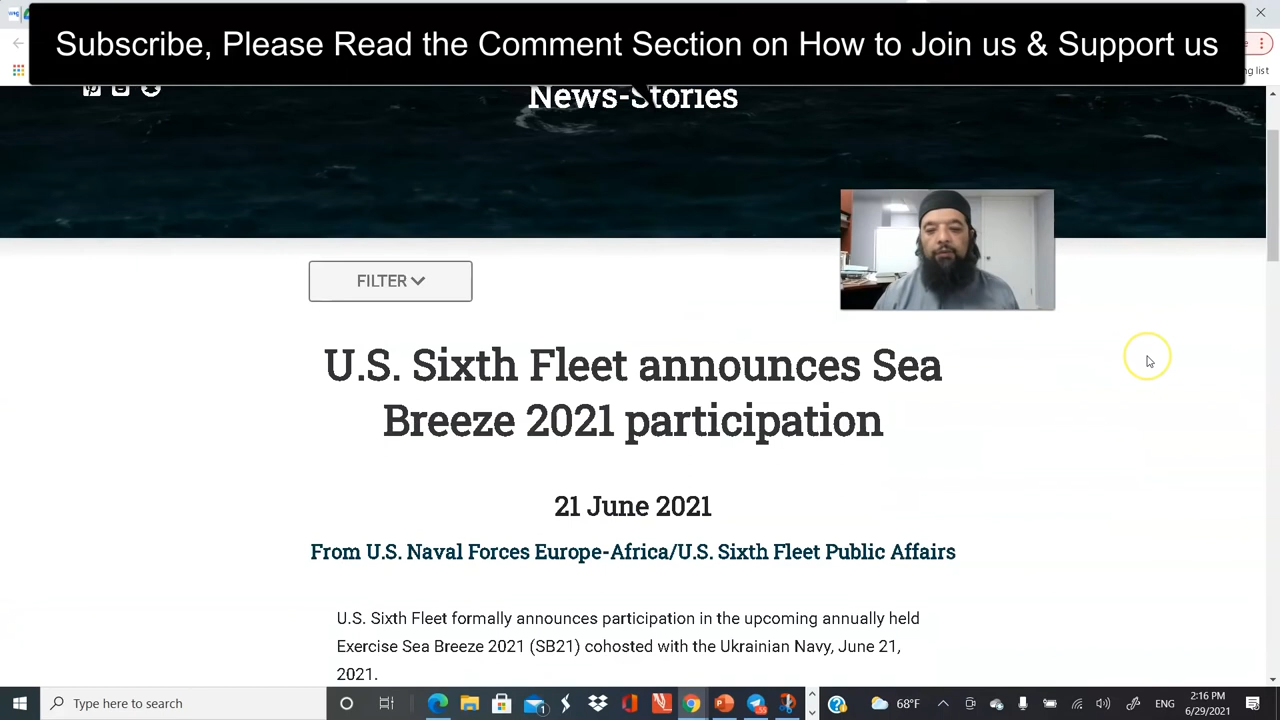 Subscribe, Please Read the Comment Section on How to Join us & Support us
ng list
News-Stories
FILTER
U.S. Sixth Fleet announces Sea
Breeze 2021 participation
21 June 2021
From U.S. Naval Forces Europe-Africa/U.S. Sixth Fleet Public Affairs
U.S. Sixth Fleet formally announces participation in the upcoming annually held
Exercise Sea Breeze 2021 (SB21) cohosted with the Ukrainian Navy, June 21,
2021.
Type here to search
1
68°F
ENG
2:16 PM
6/29/2021